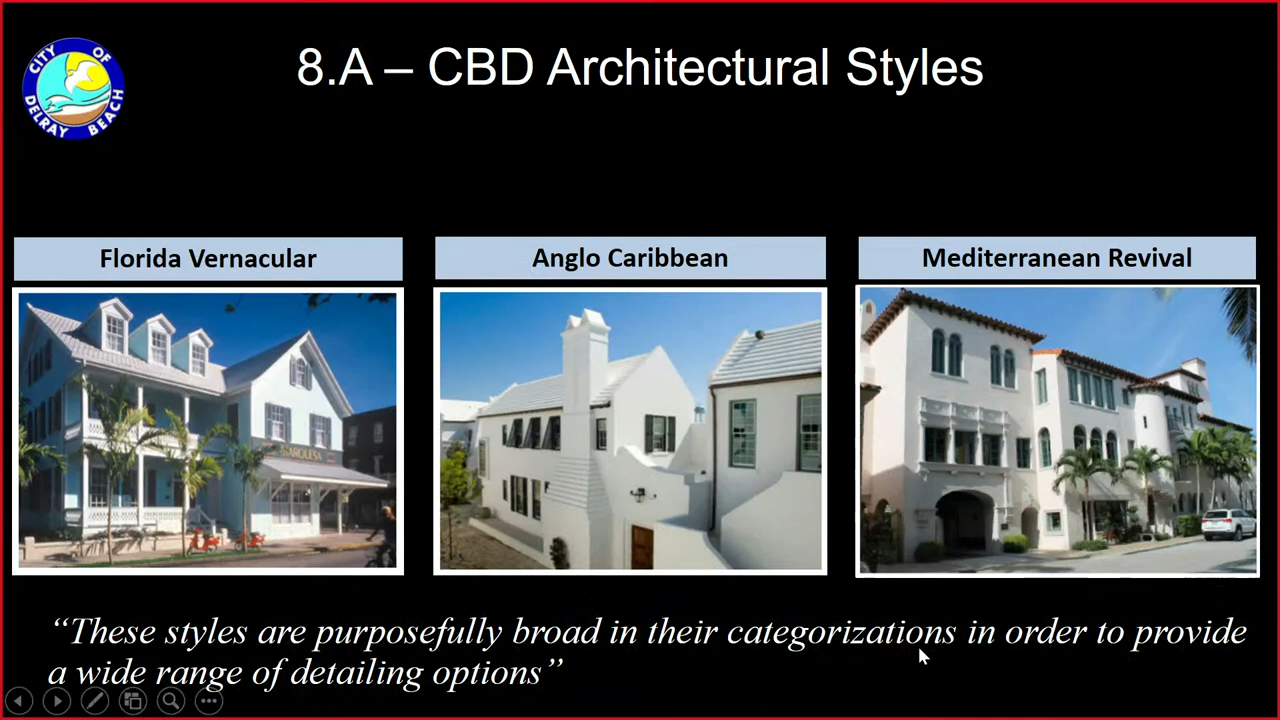 CITY OF
DELRAY BEACH
8.A – CBD Architectural Styles
Florida Vernacular
Anglo Caribbean
Mediterranean Revival
“These styles are purposefully broad in their categorizations in order to provide
a wide range of detailing options”